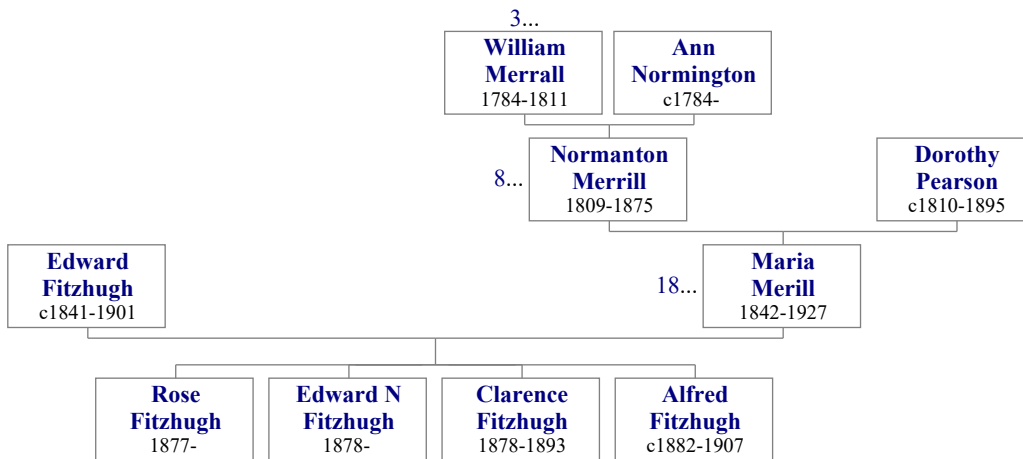 3...
William
Merrall
1784-1811
Ann
Normington
c1784-
8...
Normanton
Merrill
1809-1875
Dorothy
Pearson
c1810-1895
Edward
Fitzhugh
c1841-1901
18...
Maria
Merill
1842-1927
Rose
Fitzhugh
1877-
Edward N
Fitzhugh
1878-
Clarence
Fitzhugh
1878-1893
Alfred
Fitzhugh
c1882-1907